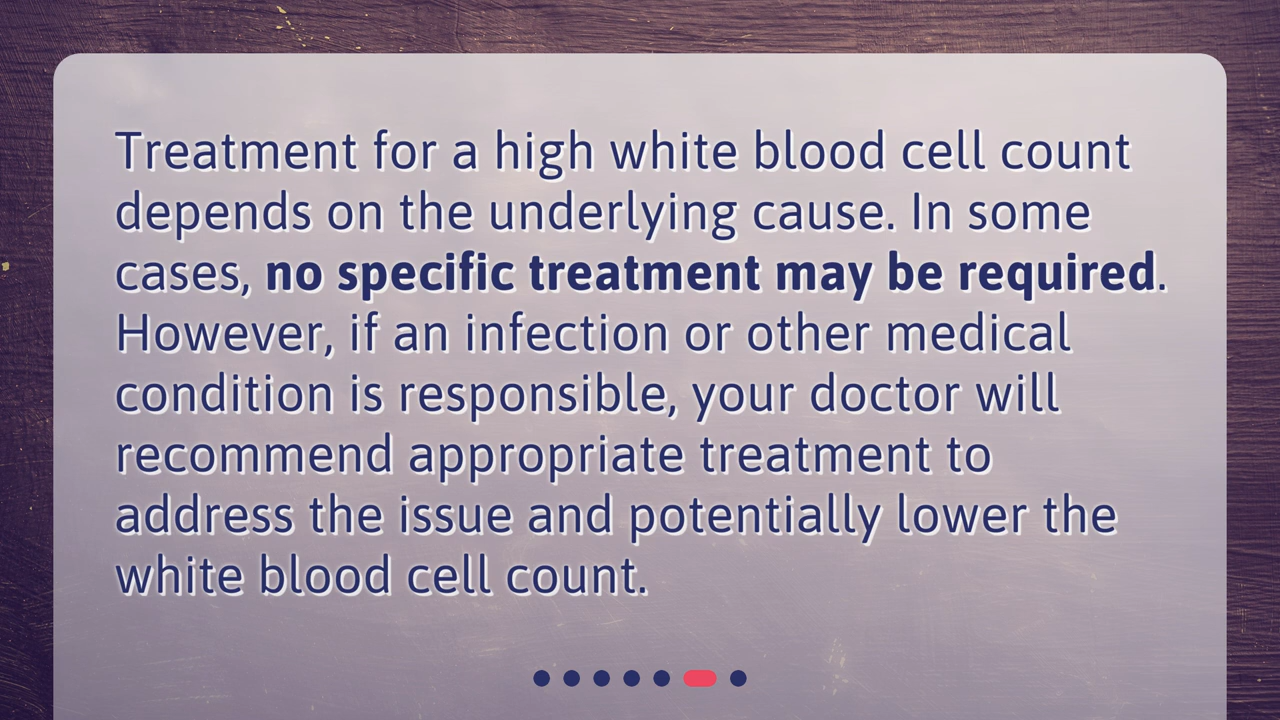 Treatment for a high white blood cell count
depends on the underlying cause. In some
cases, no specific treatment may be required.
However, if an infection or other medical
condition is responsible, your doctor will
recommend appropriate treatment to
address the issue and potentially lower the
white blood cell count.